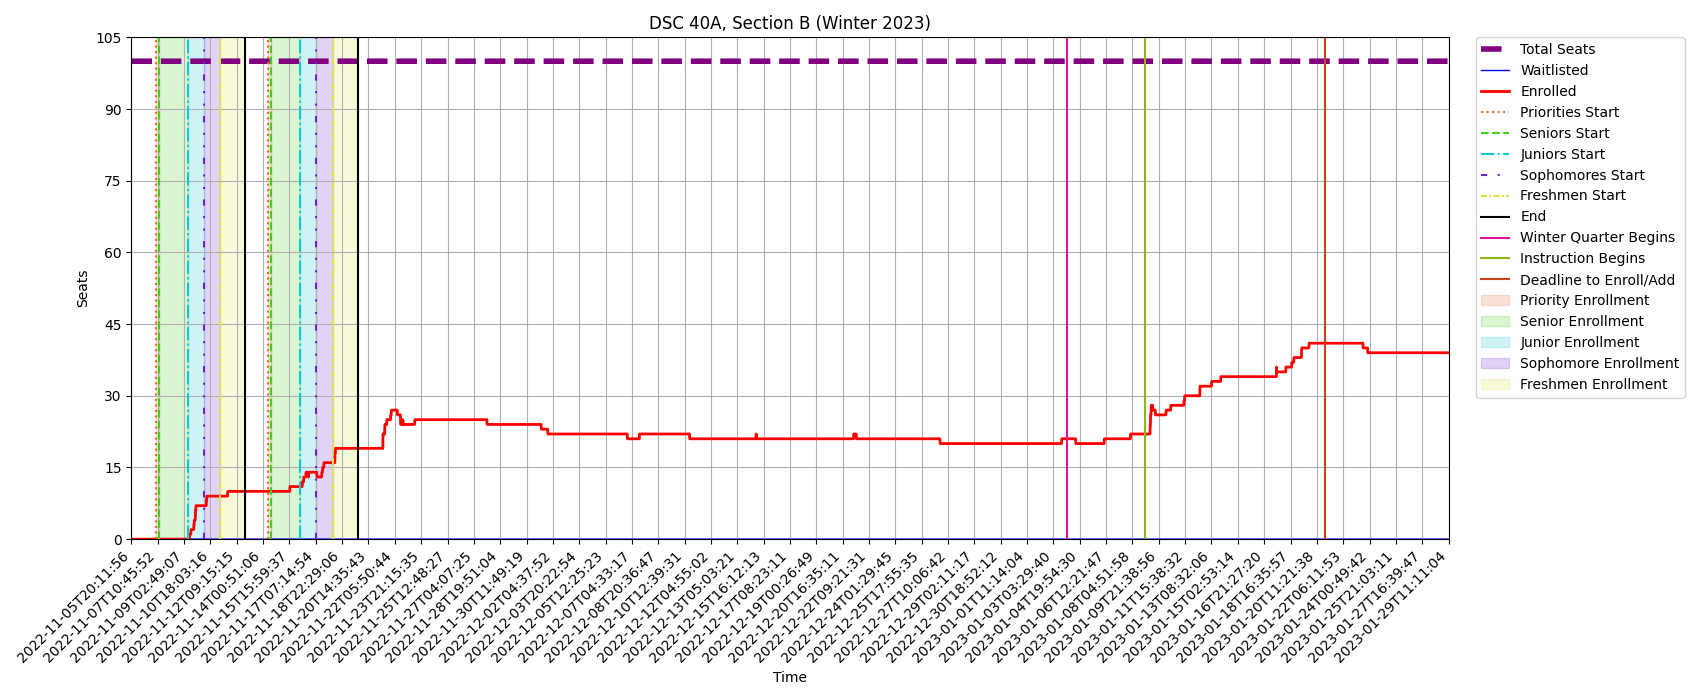 DSC 40A, Section B (Winter 2023)
105
90
75
60
45
30
15
0
Seats
2022-11-05T20:11:56
2022-11-07T10:45:52
2022-11-09T02:49:07
2022-11-10T18:03:16
2022-11-12T09:15:15
2022-11-14T00:51:06
2022-11-15T15:59:37
2022-11-17T07:14:54
2022-11-18T22:29:06
2022-11-20T14:35:43
2022-11-22T05:50:44
2022-11-23T21:15:35
2022-11-25T12:48:27
2022-11-27T04:07:25
2022-11-28T19:51:04
2022-11-30T11:49:19
2022-12-02T04:37:52
2022-12-03T20:22:54
2022-12-05T12:25:23
2022-12-07T04:33:17
2022-12-08T20:36:47
2022-12-10T12:39:31
2022-12-12T04:55:02
2022-12-13T05:03:21
2022-12-15T16:12:13
2022-12-17T08:23:11
2022-12-19T00:26:49
2022-12-20T16:35:11
2022-12-22T09:21:31
2022-12-24T01:29:45
2022-12-25T17:55:35
2022-12-27T10:06:42
2022-12-29T02:11:17
2022-12-30T18:52:12
2023-01-01T11:14:04
2023-01-03T03:29:40
2023-01-04T19:54:30
2023-01-06T12:21:47
2023-01-08T04:51:58
2023-01-09T21:38:56
2023-01-11T15:38:32
2023-01-13T08:32:06
2023-01-15T02:53:14
2023-01-16T21:27:20
2023-01-18T16:35:57
2023-01-20T11:21:38
2023-01-22T06:11:53
2023-01-24T00:49:42
2023-01-25T21:03:11
2023-01-27T16:39:47
2023-01-29T11:11:04
Time
Total Seats
Waitlisted
Enrolled
Priorities Start
Seniors Start
Juniors Start
Sophomores Start
Freshmen Start
End
Winter Quarter Begins
Instruction Begins
Deadline to Enroll/Add
Priority Enrollment
Senior Enrollment
Junior Enrollment
Sophomore Enrollment
Freshmen Enrollment